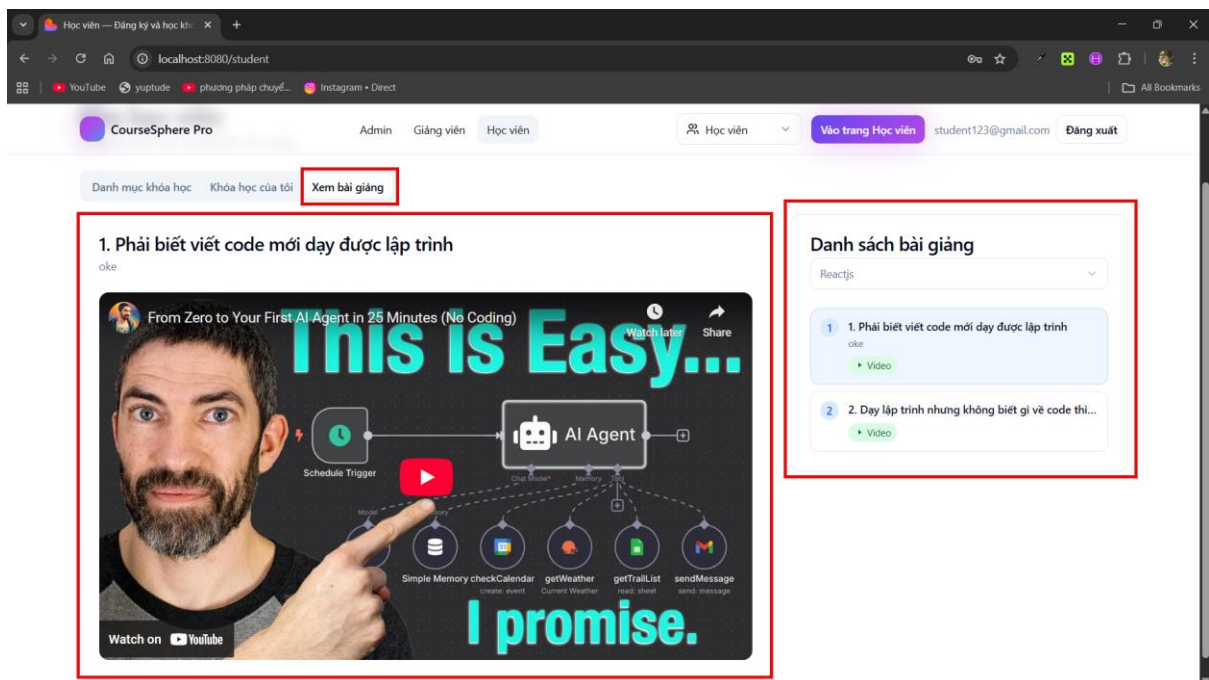 Học viên — Đăng ký và học kh
localhost:8080/student
YouTube yuptude phương pháp chuyể... Instagram • Direct All Bookmarks
CourseSphere Pro Admin Giảng viên Học viên Học viên Vào trang Học viên student123@gmail.com Đăng xuất
Danh mục khóa học Khóa học của tôi Xem bài giảng
1. Phải biết viết code mới dạy được lập trình
oke
From Zero to Your First AI Agent in 25 Minutes (No Coding)
Watch later Share
This is Easy...
AI Agent
Schedule Trigger
Chat Model* Memory Tool
Model
Simple Memory checkCalendar getWeather getTrailList sendMessage
create: event Current Weather read: sheet send: message
I promise.
Watch on YouTube
Danh sách bài giảng
Reactjs
1 1. Phải biết viết code mới dạy được lập trình
oke
Video
2 2. Dạy lập trình nhưng không biết gì về code thì...
Video